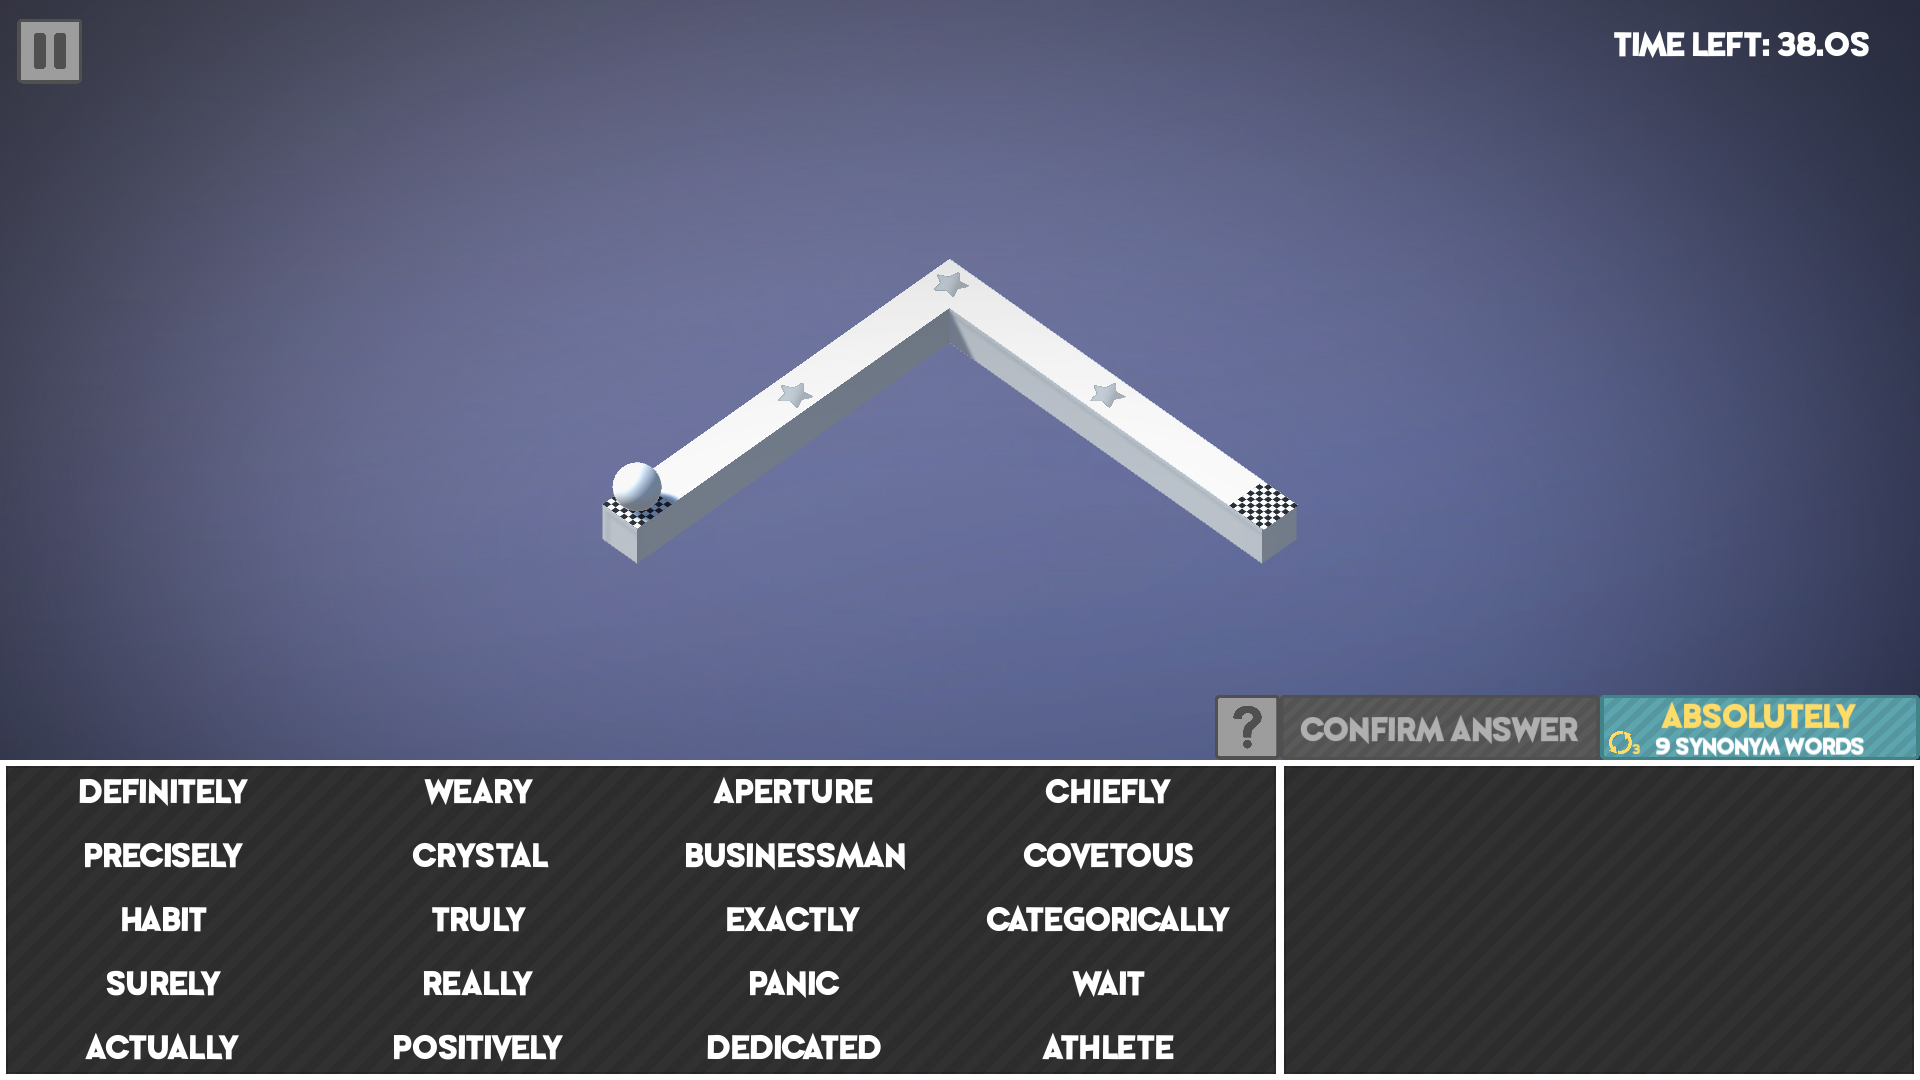 TIME LEFT: 38.0S
?
CONFIRM ANSWER
ABSOLUTELY
3
9 SYNONYM WORDS
DEFINITELY WEARY APERTURE CHIEFLY
PRECISELY CRYSTAL BUSINESSMAN COVETOUS
HABIT TRULY EXACTLY CATEGORICALLY
SURELY REALLY PANIC WAIT
ACTUALLY POSITIVELY DEDICATED ATHLETE